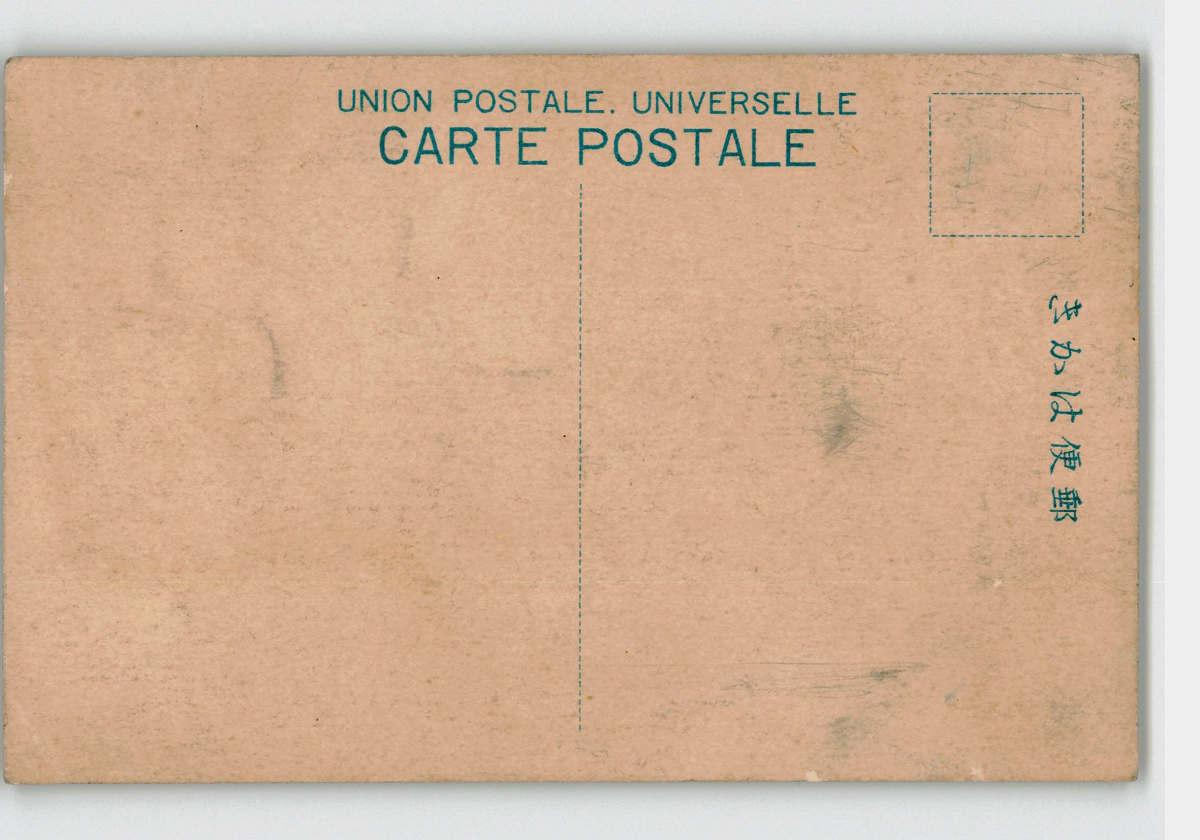 UNION POSTALE. UNIVERSELLE
CARTE POSTALE
郵便はかき